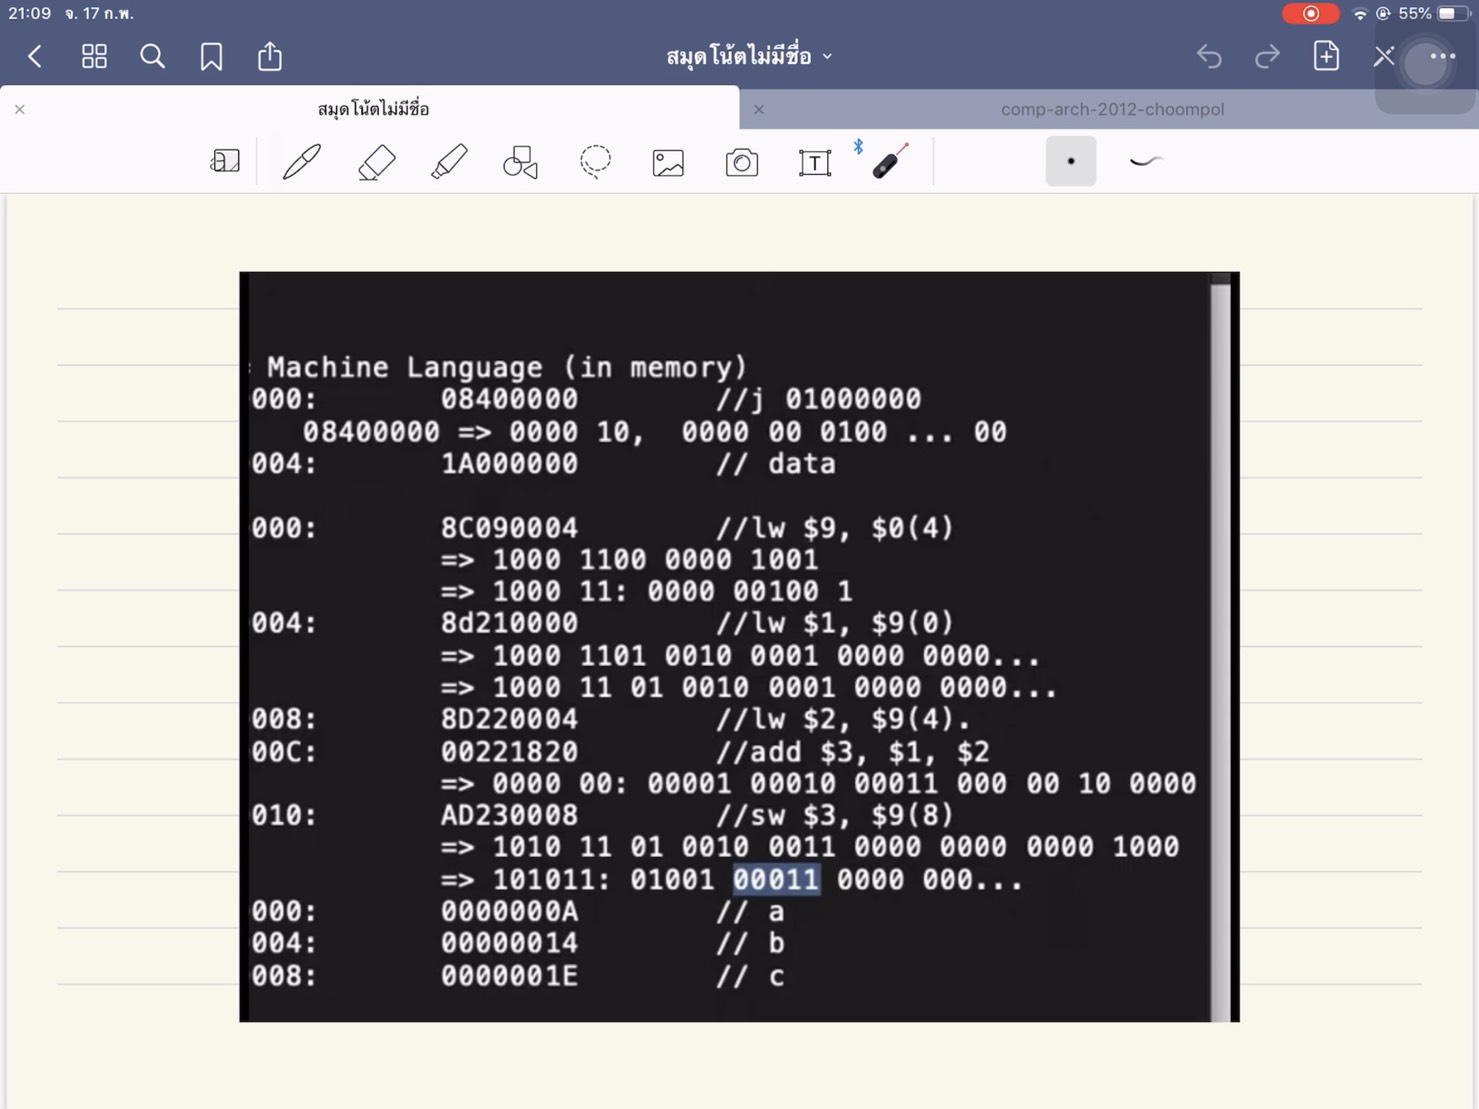 21:09 จ. 17 ก.พ. 55%
สมุดโน้ตไม่มีชื่อ
สมุดโน้ตไม่มีชื่อ
comp-arch-2012-choompol
a T
Machine Language (in memory)
000: 08400000 //j 01000000
08400000 => 0000 10, 0000 00 0100 ... 00
004: 1A000000 // data
000: 8C090004 //lw $9, $0(4)
=> 1000 1100 0000 1001
=> 1000 11: 0000 00100 1
004: 8d210000 //lw $1, $9(0)
=> 1000 1101 0010 0001 0000 0000...
=> 1000 11 01 0010 0001 0000 0000...
008: 8D220004 //lw $2, $9(4).
00C: 00221820 //add $3, $1, $2
=> 0000 00: 00001 00010 00011 000 00 10 0000
010: AD230008 //sw $3, $9(8)
=> 1010 11 01 0010 0011 0000 0000 0000 1000
=> 101011: 01001 00011 0000 000...
000: 0000000A // a
004: 00000014 // b
008: 0000001E // c